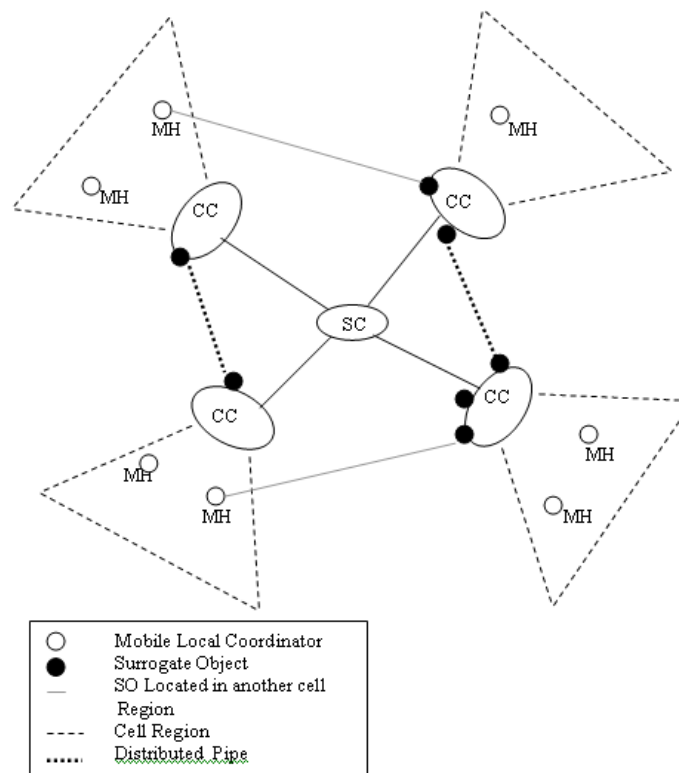 MH
MH
MH
CC
CC
SC
CC
CC
MH
MH
MH
MH
Mobile Local Coordinator
Surrogate Object
SO Located in another cell
Region
Cell Region
Distributed Pipe